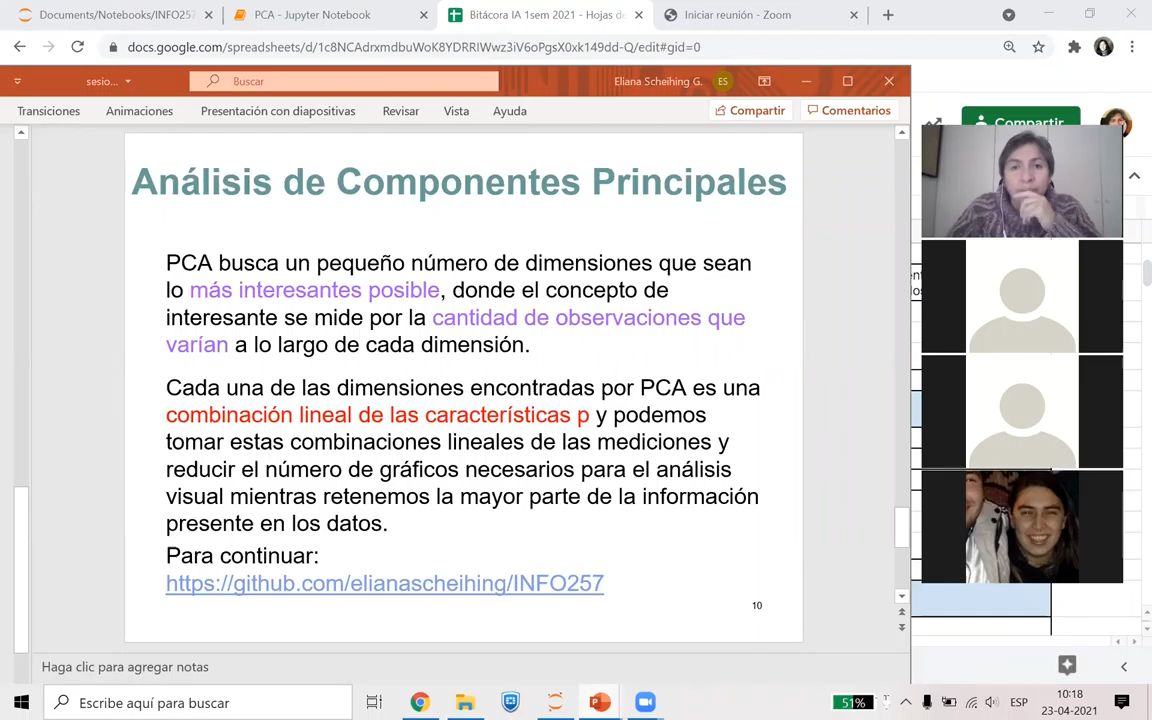 Documents/Notebooks/INFO257
PCA - Jupyter Notebook
Bitácora IA 1sem 2021 - Hojas de
Iniciar reunión - Zoom
docs.google.com/spreadsheets/d/1c8NCAdrxmdbuWoK8YDRRIWwz3iV6oPgsX0xk149dd-Q/edit#gid=0
sesio...
Buscar
Eliana Scheihing G.
ES
Transiciones
Animaciones
Presentación con diapositivas
Revisar
Vista
Ayuda
Compartir
Comentarios
Compartir
Análisis de Componentes Principales
PCA busca un pequeño número de dimensiones que sean
lo más interesantes posible, donde el concepto de
interesante se mide por la cantidad de observaciones que
varían a lo largo de cada dimensión.
Cada una de las dimensiones encontradas por PCA es una
combinación lineal de las características p y podemos
tomar estas combinaciones lineales de las mediciones y
reducir el número de gráficos necesarios para el análisis
visual mientras retenemos la mayor parte de la información
presente en los datos.
Para continuar:
https://github.com/elianascheihing/INFO257
10
Haga clic para agregar notas
Escribe aquí para buscar
51%
ESP
10:18
23-04-2021